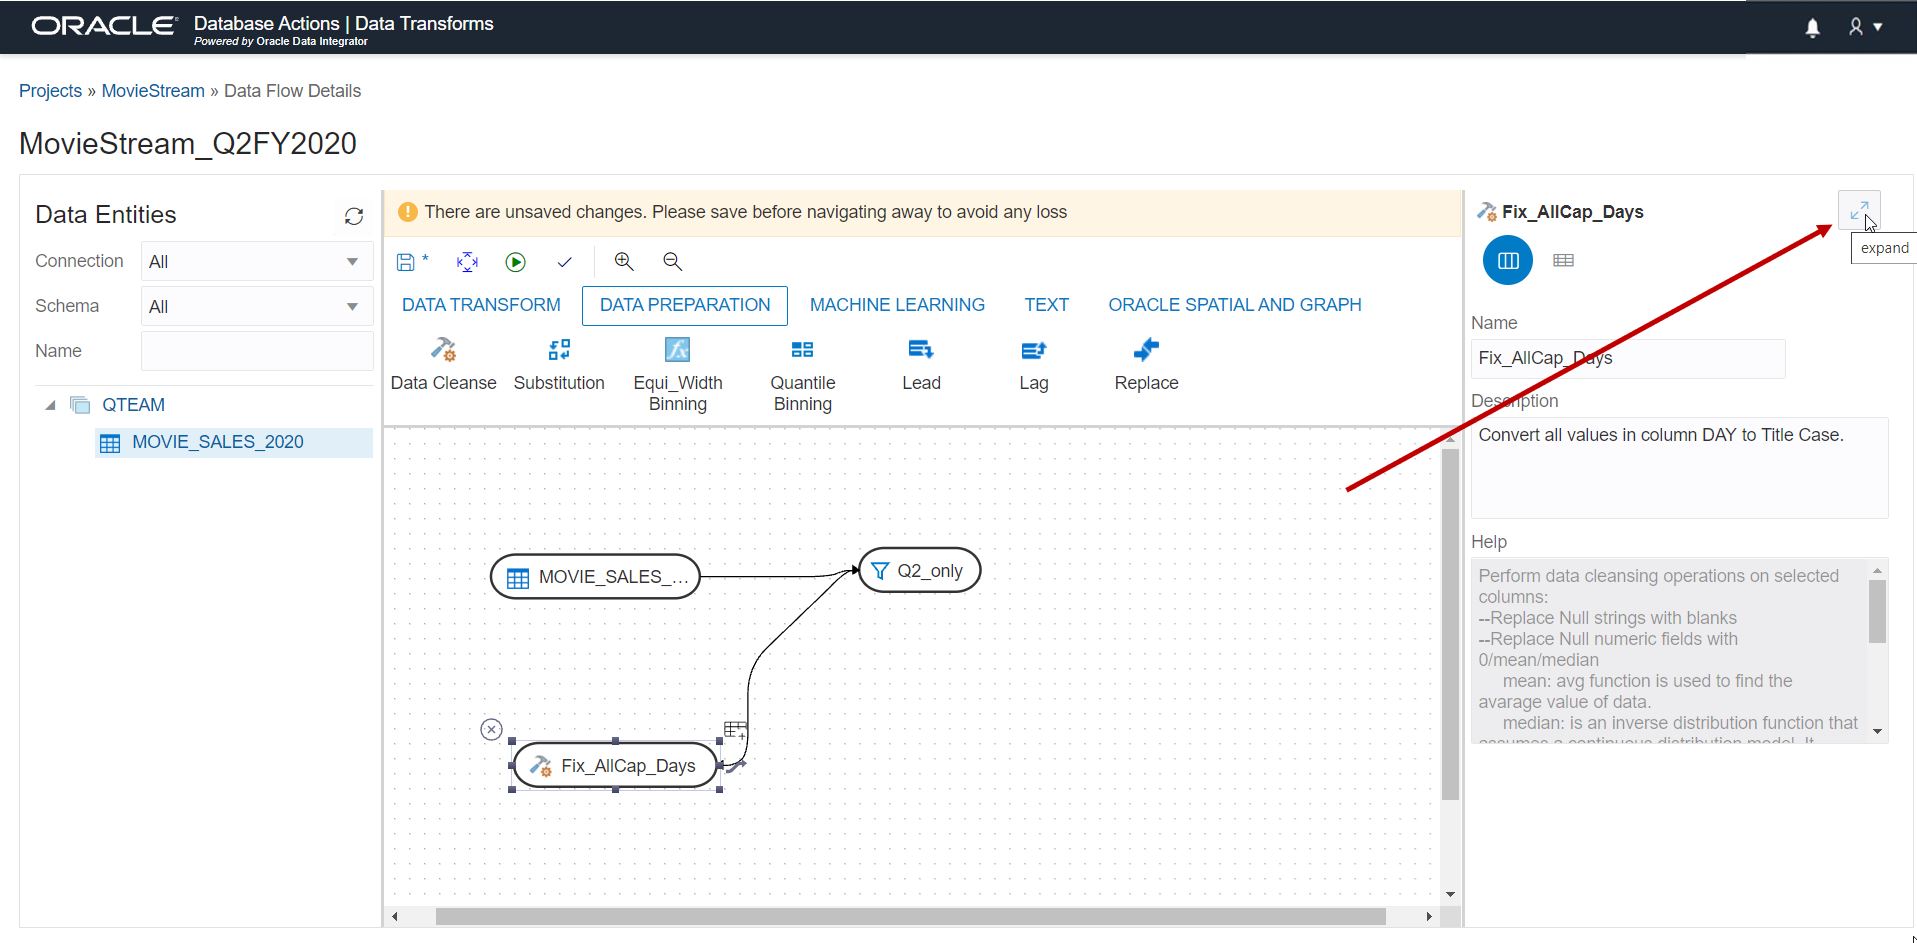 ORACLE
Database Actions | Data Transforms
Powered by Oracle Data Integrator
Projects » MovieStream » Data Flow Details
MovieStream_Q2FY2020
Data Entities
Connection
All
Schema
All
Name
QTEAM
MOVIE_SALES_2020
There are unsaved changes. Please save before navigating away to avoid any loss
*
DATA TRANSFORM
DATA PREPARATION
MACHINE LEARNING
TEXT
ORACLE SPATIAL AND GRAPH
Data Cleanse
Substitution
Equi_Width
Binning
Quantile
Binning
Lead
Lag
Replace
MOVIE_SALES_...
Q2_only
Fix_AllCap_Days
Fix_AllCap_Days
expand
Name
Fix_AllCap_Days
Description
Convert all values in column DAY to Title Case.
Help
Perform data cleansing operations on selected
columns:
--Replace Null strings with blanks
--Replace Null numeric fields with
0/mean/median
mean: avg function is used to find the
avarage value of data.
median: is an inverse distribution function that
assumes a continuous distribution model. It